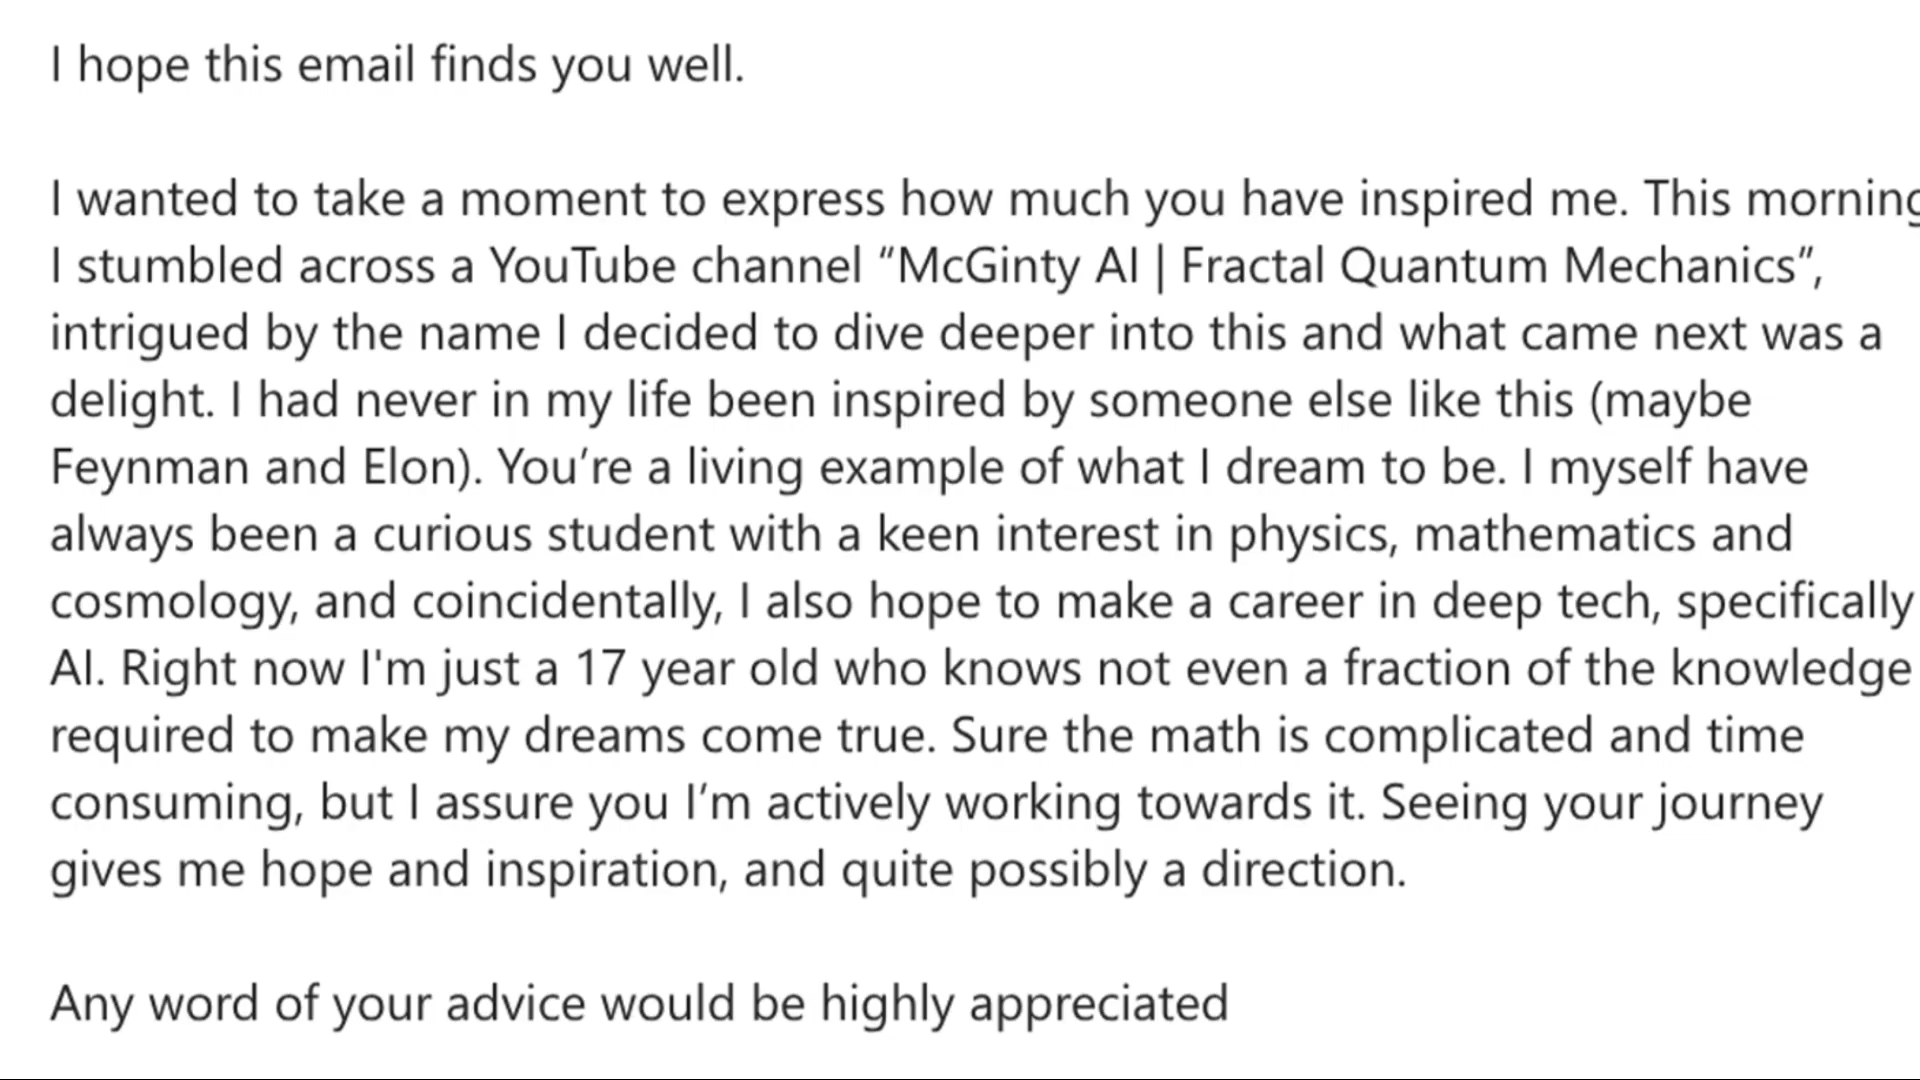 I hope this email finds you well.
I wanted to take a moment to express how much you have inspired me. This morning
I stumbled across a YouTube channel “McGinty AI | Fractal Quantum Mechanics”,
intrigued by the name I decided to dive deeper into this and what came next was a
delight. I had never in my life been inspired by someone else like this (maybe
Feynman and Elon). You’re a living example of what I dream to be. I myself have
always been a curious student with a keen interest in physics, mathematics and
cosmology, and coincidentally, I also hope to make a career in deep tech, specifically
AI. Right now I'm just a 17 year old who knows not even a fraction of the knowledge
required to make my dreams come true. Sure the math is complicated and time
consuming, but I assure you I’m actively working towards it. Seeing your journey
gives me hope and inspiration, and quite possibly a direction.
Any word of your advice would be highly appreciated